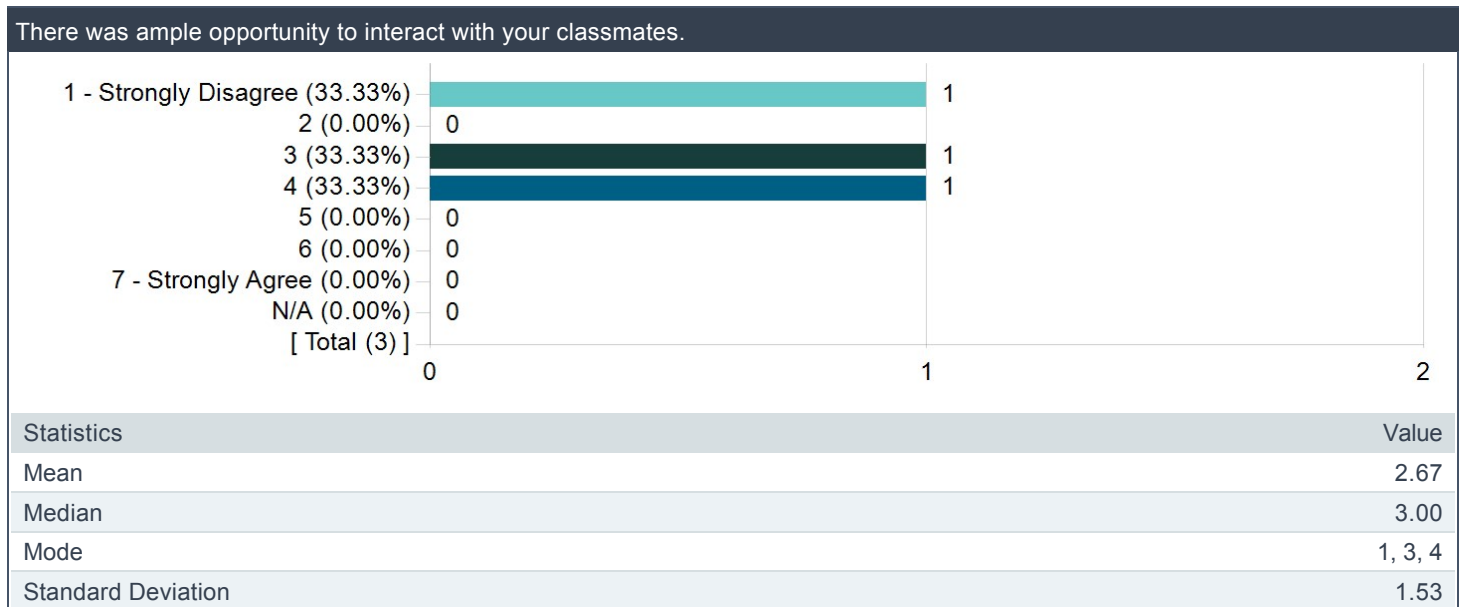 There was ample opportunity to interact with your classmates.
1 - Strongly Disagree (33.33%) 1
2 (0.00%) 0
3 (33.33%) 1
4 (33.33%) 1
5 (0.00%) 0
6 (0.00%) 0
7 - Strongly Agree (0.00%) 0
N/A (0.00%) 0
[ Total (3) ]
0 1 2
Statistics Value
Mean 2.67
Median 3.00
Mode 1, 3, 4
Standard Deviation 1.53